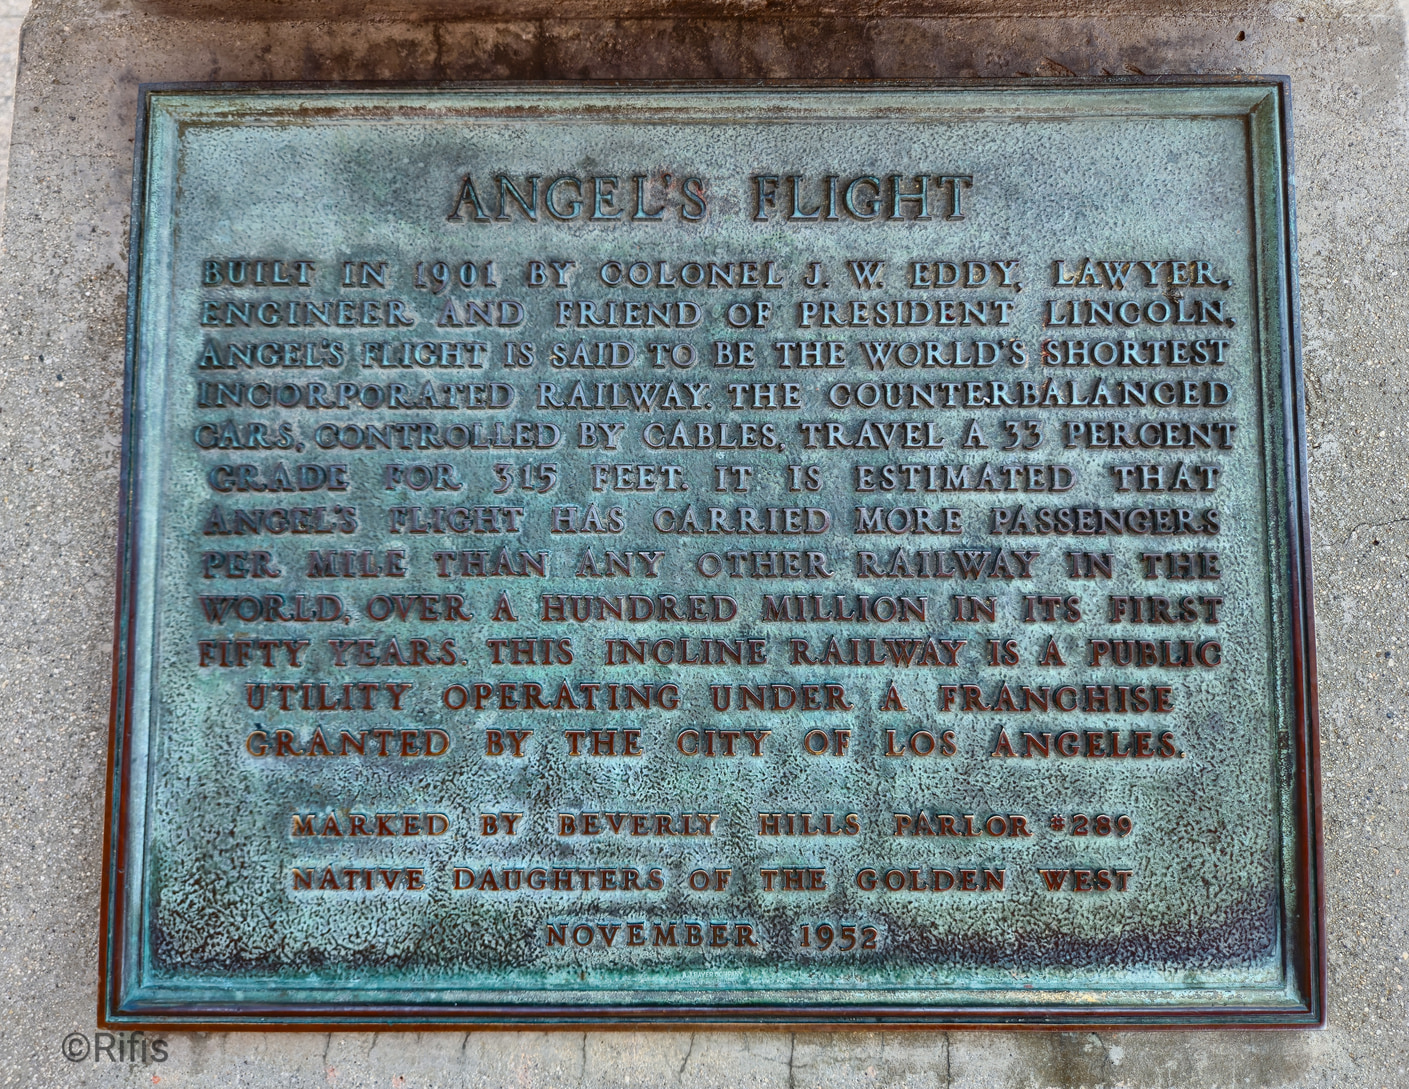 ANGEL'S FLIGHT
BUILT IN 1901 BY COLONEL J. W. EDDY, LAWYER,
ENGINEER AND FRIEND OF PRESIDENT LINCOLN,
ANGEL'S FLIGHT IS SAID TO BE THE WORLD'S SHORTEST
INCORPORATED RAILWAY. THE COUNTERBALANCED
CARS, CONTROLLED BY CABLES, TRAVEL A 33 PERCENT
GRADE FOR 315 FEET. IT IS ESTIMATED THAT
ANGEL'S FLIGHT HAS CARRIED MORE PASSENGERS
PER MILE THAN ANY OTHER RAILWAY IN THE
WORLD, OVER A HUNDRED MILLION IN ITS FIRST
FIFTY YEARS. THIS INCLINE RAILWAY IS A PUBLIC
UTILITY OPERATING UNDER A FRANCHISE
GRANTED BY THE CITY OF LOS ANGELES.
MARKED BY BEVERLY HILLS PARLOR #289
NATIVE DAUGHTERS OF THE GOLDEN WEST
NOVEMBER 1952
©Rifis